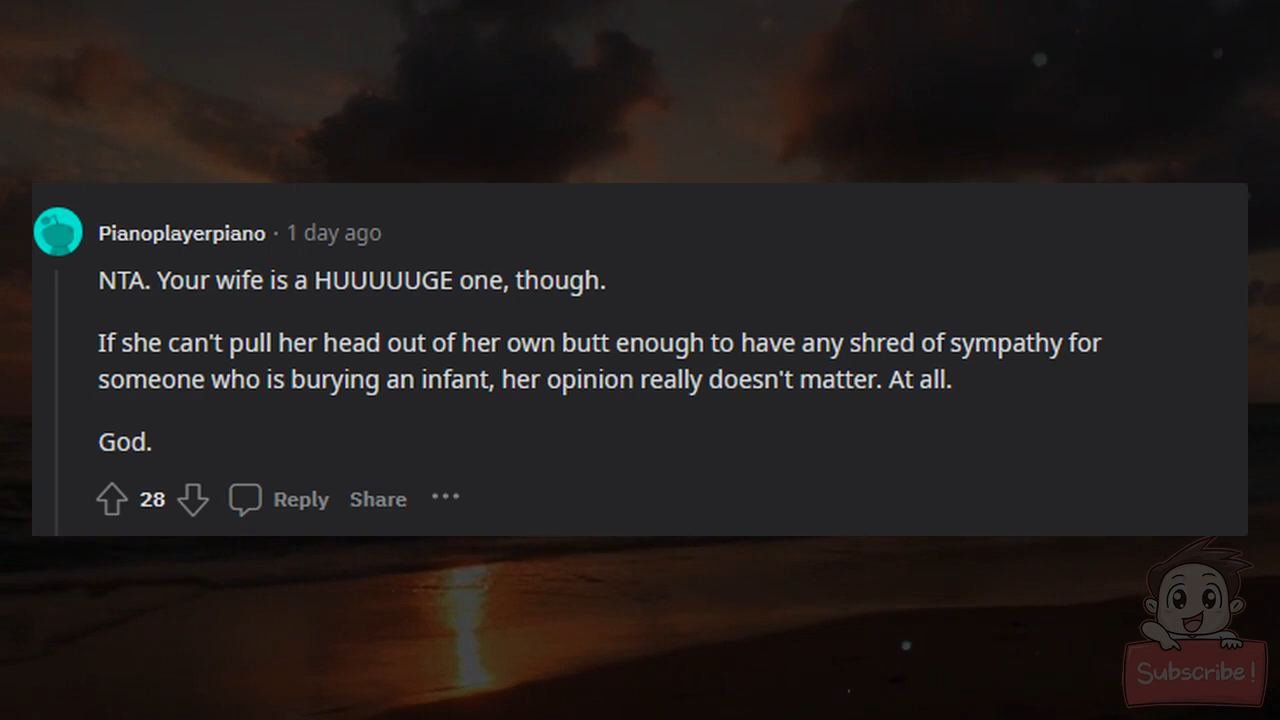 Pianoplayerpiano · 1 day ago
NTA. Your wife is a HUUUUUGE one, though.
If she can't pull her head out of her own butt enough to have any shred of sympathy for
someone who is burying an infant, her opinion really doesn't matter. At all.
God.
28 Reply Share ···
Subscribe!